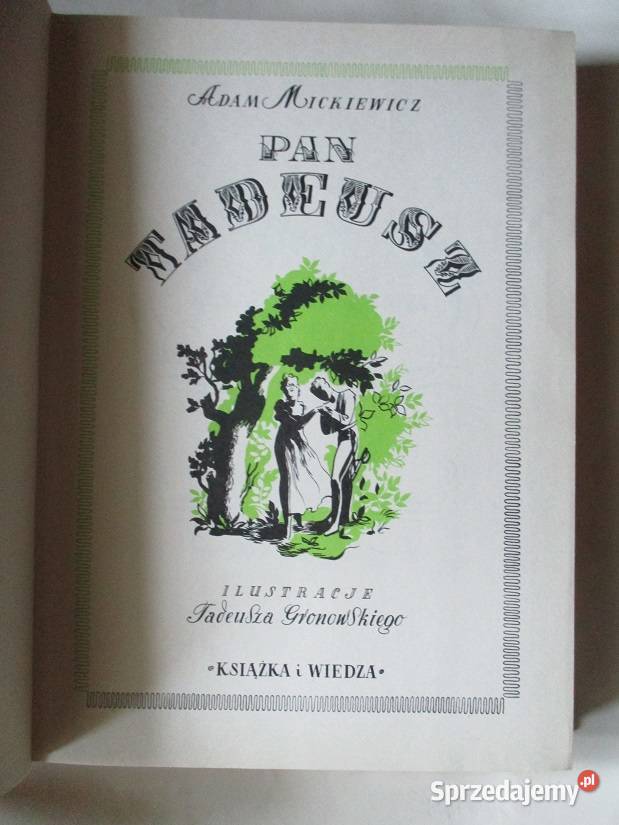 ADAM MICKIEWICZ
PAN
TADEUSZ
ILUSTRACJE
Tadeusza Gronowskiego
• KSIĄŻKA i WIEDZA •
Sprzedajemy.pl